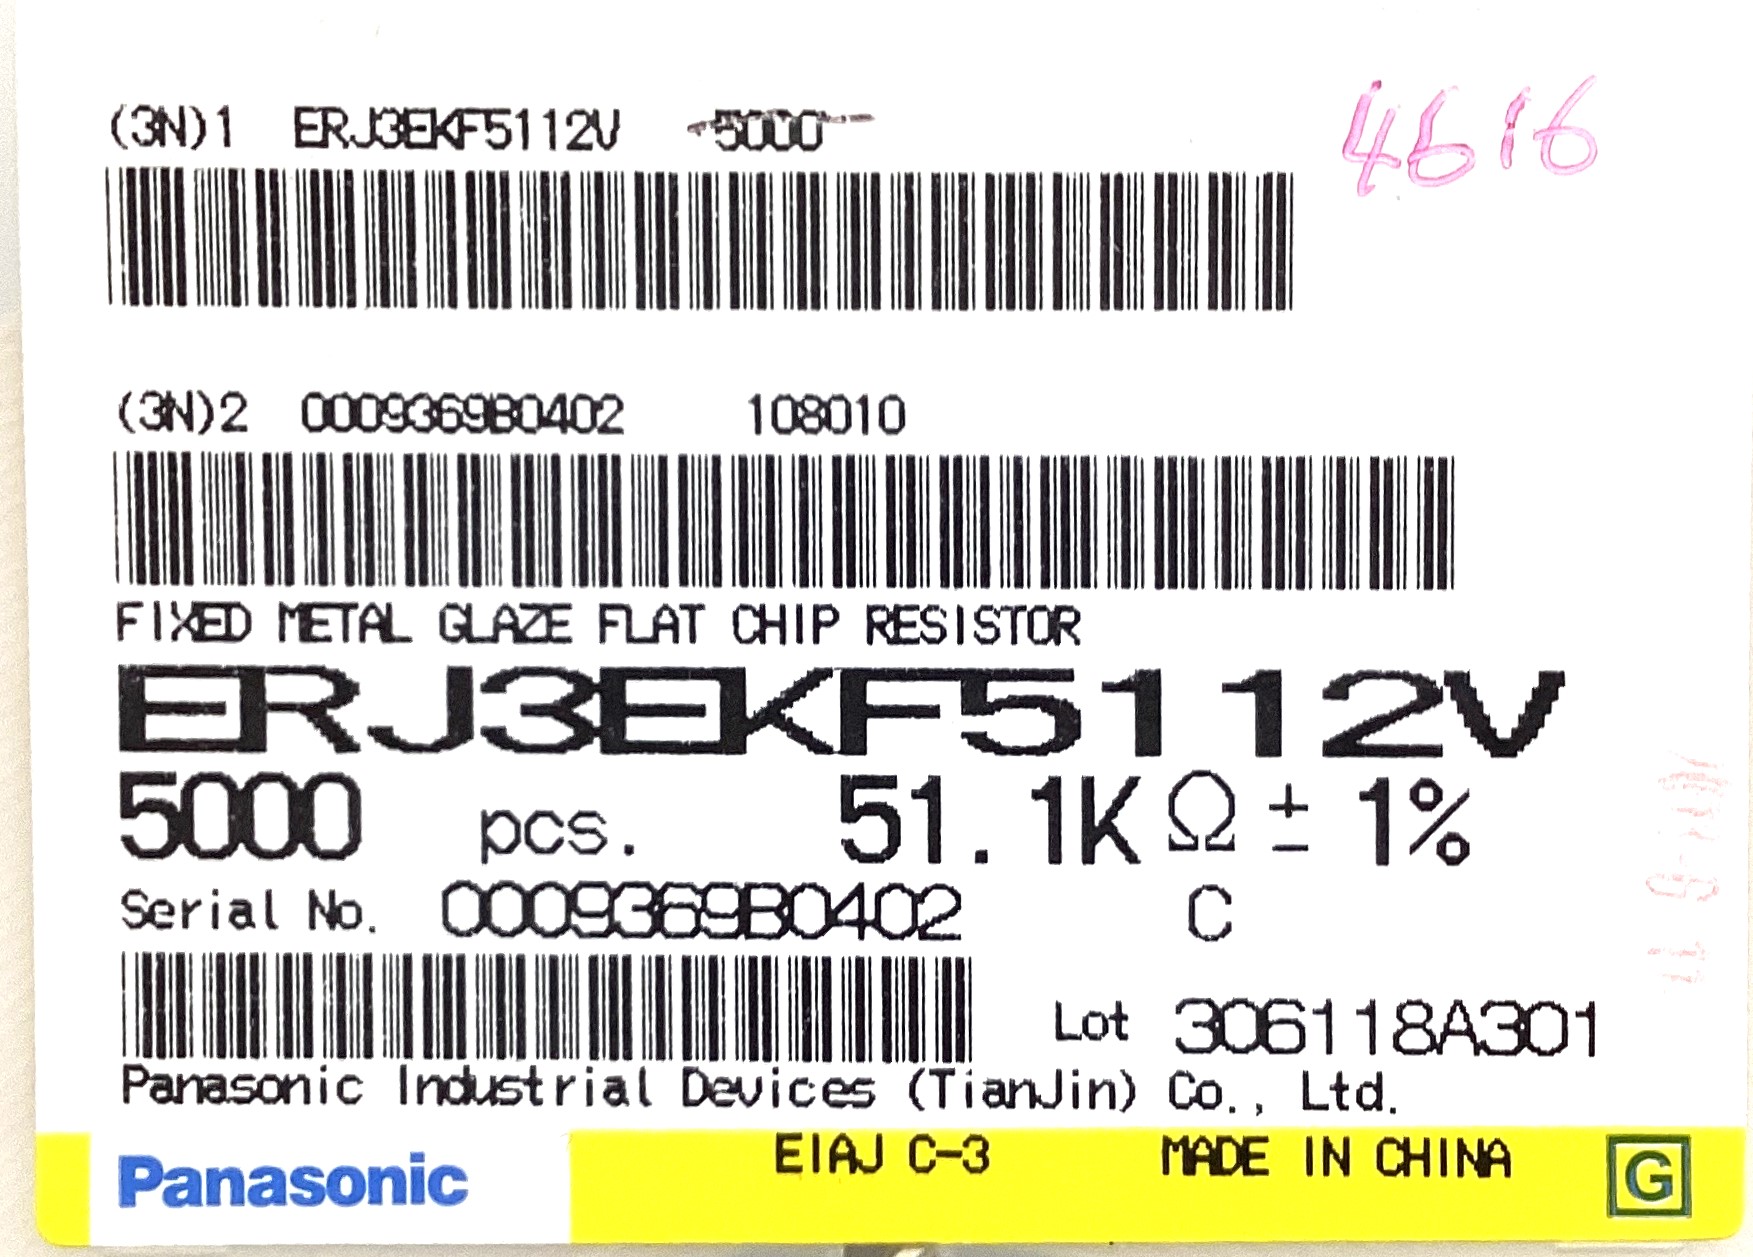 (3N)1 ERJ3EKF5112V 5000 4616
(3N)2 0009369B0402 108010
FIXED METAL GLAZE FLAT CHIP RESISTOR
ERJ3EKF5112V
5000 pcs. 51.1KΩ ± 1%
Serial No. 0009369B0402 C
Lot 306118A301
Panasonic Industrial Devices (TianJin) Co., Ltd.
Panasonic EIAJ C-3 MADE IN CHINA G